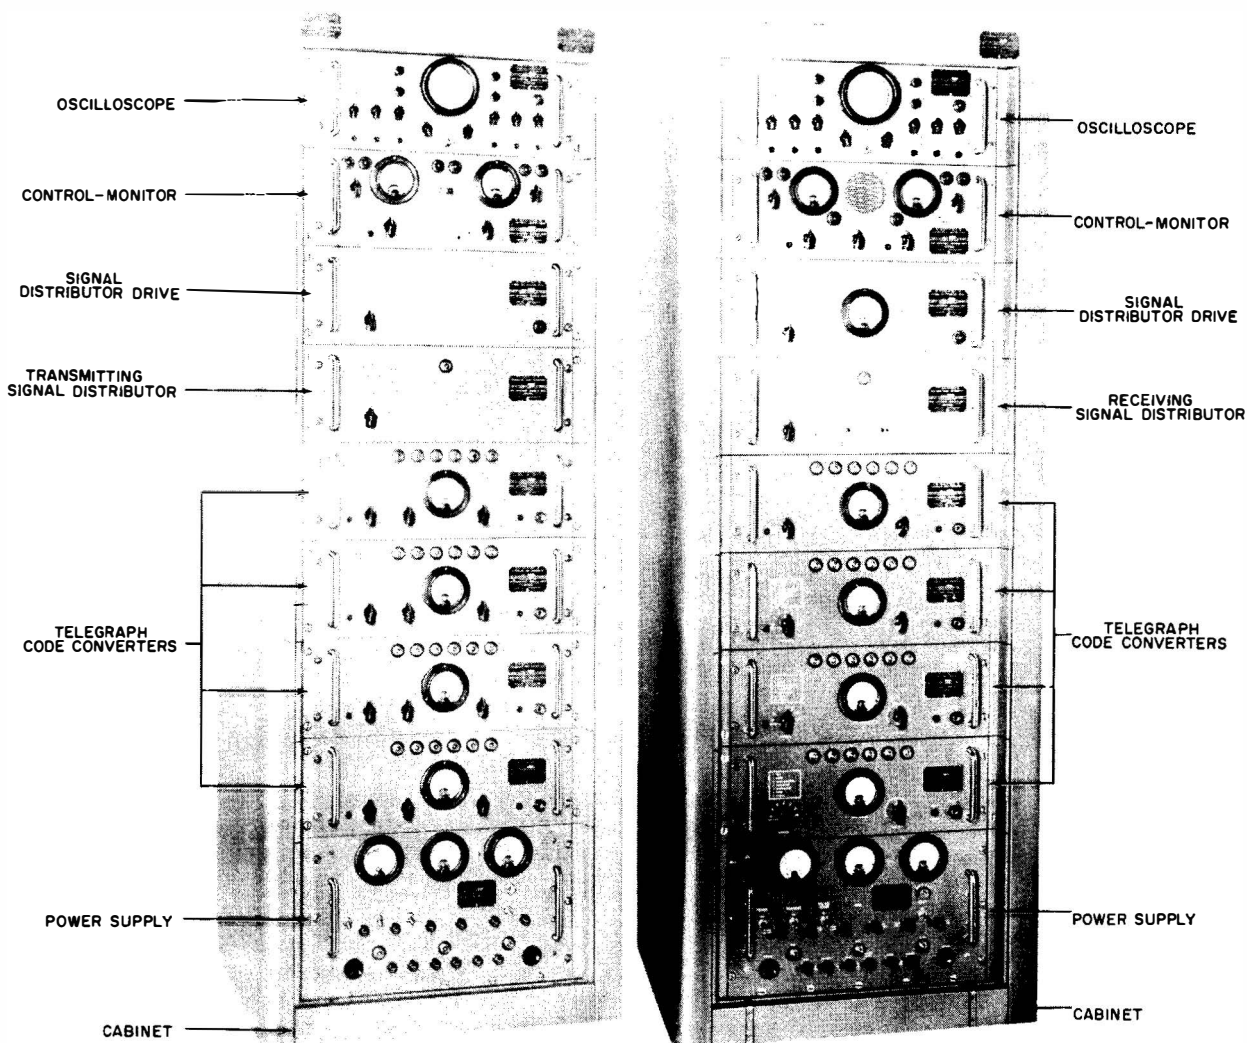 OSCILLOSCOPE
CONTROL-MONITOR
SIGNAL
DISTRIBUTOR DRIVE
TRANSMITTING
SIGNAL DISTRIBUTOR
TELEGRAPH
CODE CONVERTERS
POWER SUPPLY
CABINET
OSCILLOSCOPE
CONTROL-MONITOR
SIGNAL
DISTRIBUTOR DRIVE
RECEIVING
SIGNAL DISTRIBUTOR
TELEGRAPH
CODE CONVERTERS
POWER SUPPLY
CABINET